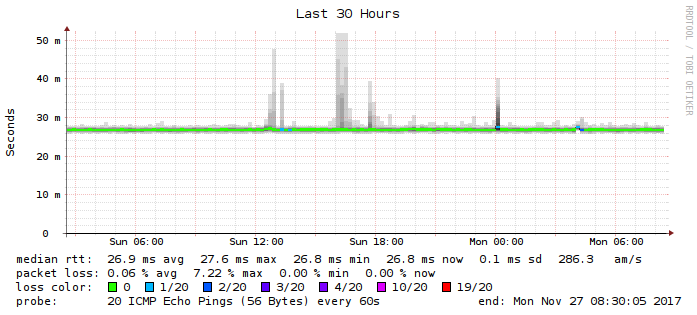 Last 30 Hours
RRDTOOL / TOBI OETIKER
Seconds
50 m
40 m
30 m
20 m
10 m
0
Sun 06:00 Sun 12:00 Sun 18:00 Mon 00:00 Mon 06:00
median rtt: 26.9 ms avg 27.6 ms max 26.8 ms min 26.8 ms now 0.1 ms sd 286.3 am/s
packet loss: 0.06 % avg 7.22 % max 0.00 % min 0.00 % now
loss color: 0 1/20 2/20 3/20 4/20 10/20 19/20
probe: 20 ICMP Echo Pings (56 Bytes) every 60s end: Mon Nov 27 08:30:05 2017